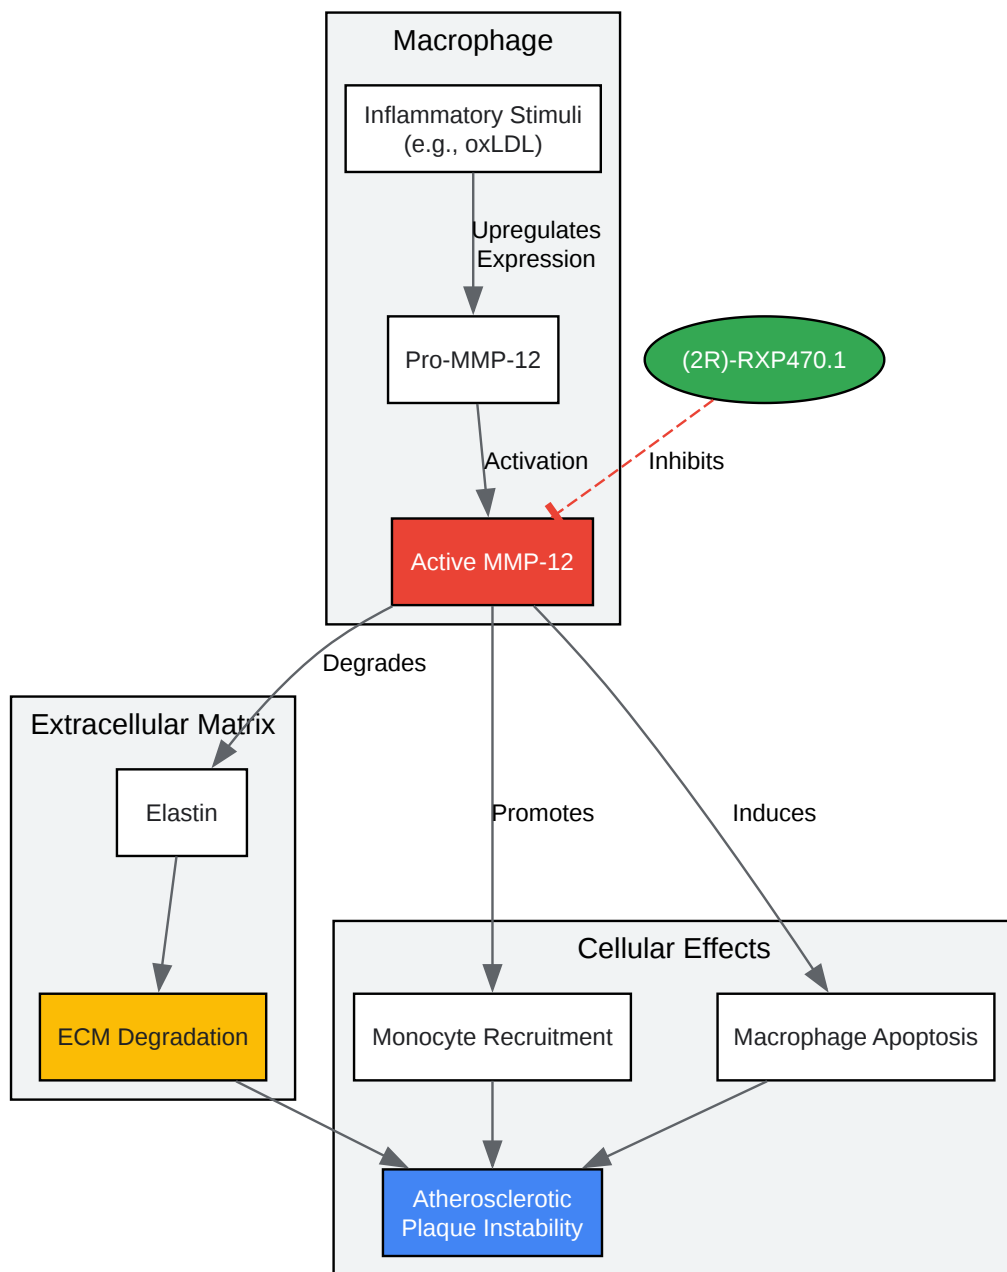 Macrophage
Inflammatory Stimuli
(e.g., oxLDL)
Upregulates
Expression
Pro-MMP-12
(2R)-RXP470.1
Activation
Inhibits
Active MMP-12
Degrades
Extracellular Matrix
Elastin
Promotes
Induces
Cellular Effects
ECM Degradation
Monocyte Recruitment
Macrophage Apoptosis
Atherosclerotic
Plaque Instability